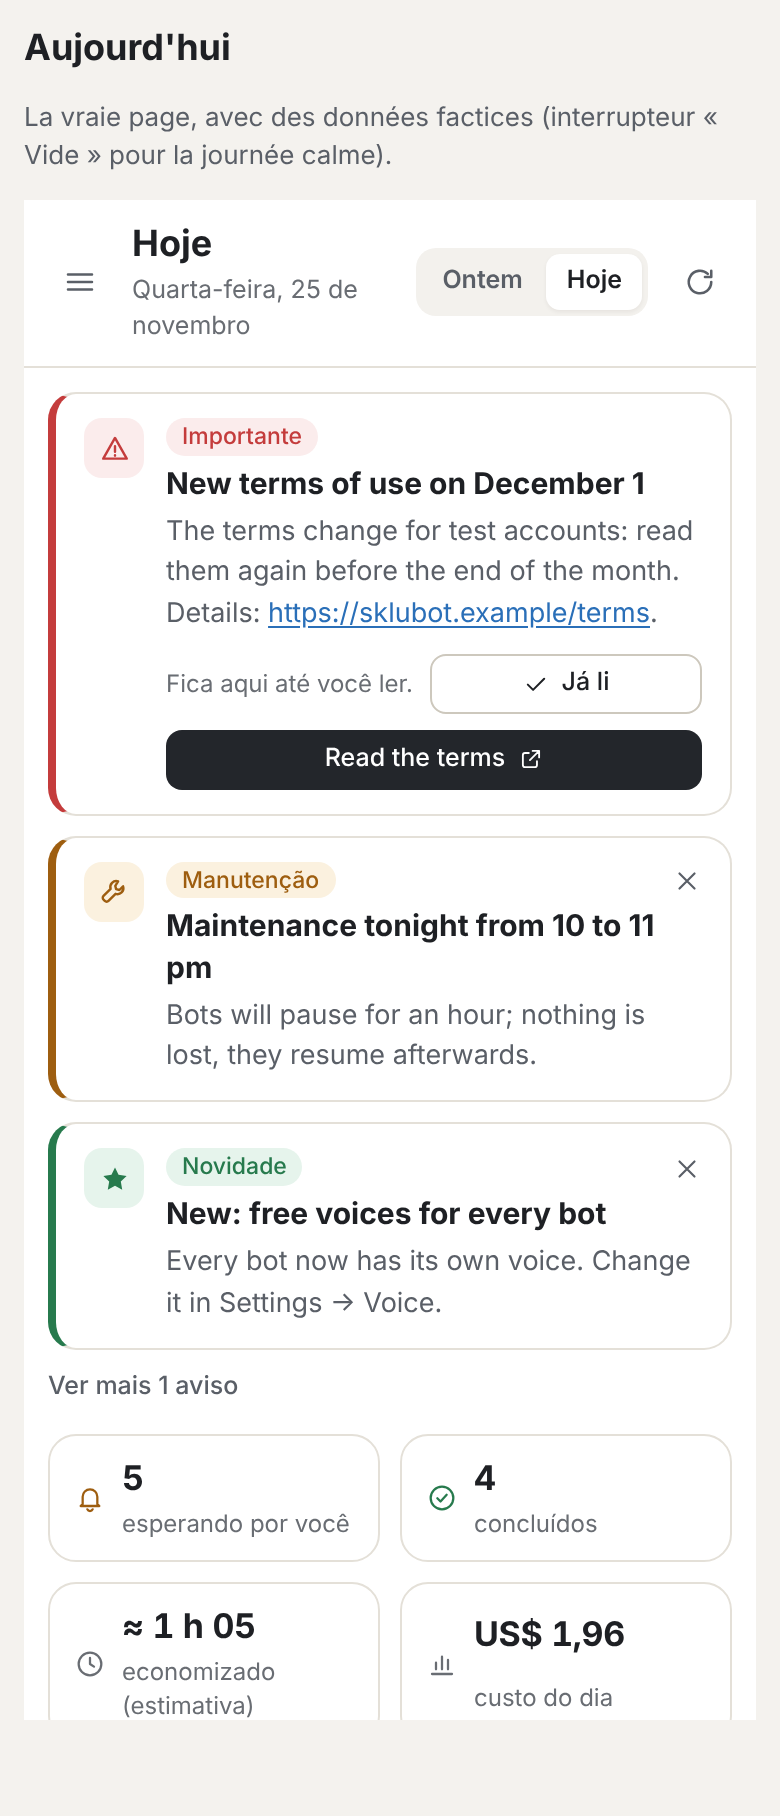 Aujourd'hui
La vraie page, avec des données factices (interrupteur «
Vide » pour la journée calme).
Hoje
Quarta-feira, 25 de
novembro
Ontem
Hoje
Importante
New terms of use on December 1
The terms change for test accounts: read
them again before the end of the month.
Details: https://sklubot.example/terms.
Fica aqui até você ler.
Já li
Read the terms
Manutenção
Maintenance tonight from 10 to 11
pm
Bots will pause for an hour; nothing is
lost, they resume afterwards.
Novidade
New: free voices for every bot
Every bot now has its own voice. Change
it in Settings → Voice.
Ver mais 1 aviso
5
esperando por você
4
concluídos
≈ 1 h 05
economizado
(estimativa)
US$ 1,96
custo do dia